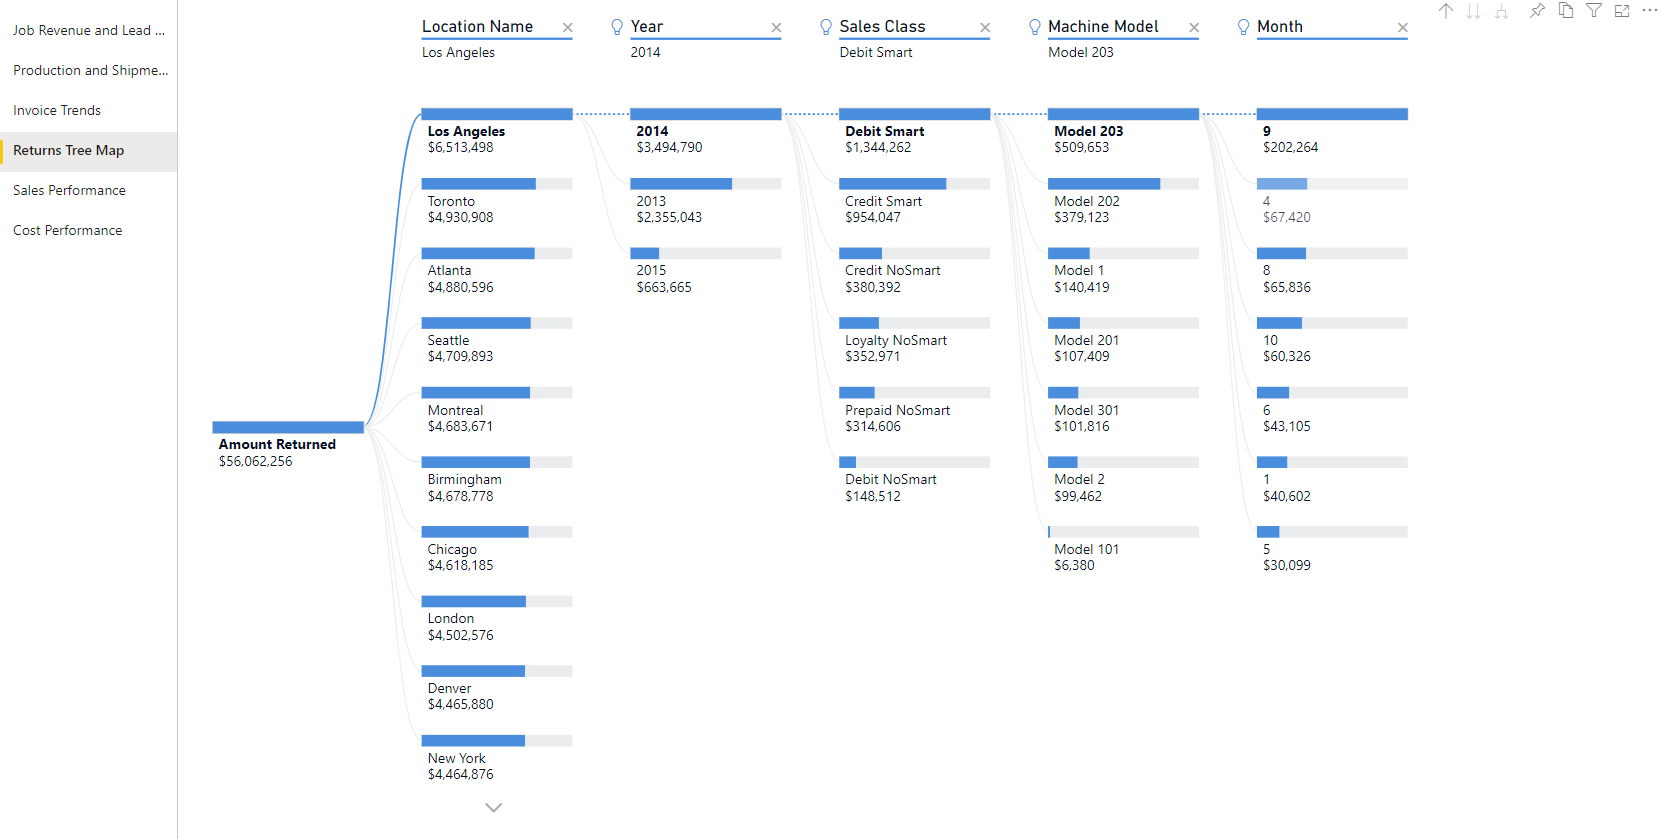 Job Revenue and Lead ...
Production and Shipme...
Invoice Trends
Returns Tree Map
Sales Performance
Cost Performance
Location Name
Los Angeles
Year
2014
Sales Class
Debit Smart
Machine Model
Model 203
Month
Amount Returned
$56,062,256
Los Angeles
$6,513,498
Toronto
$4,930,908
Atlanta
$4,880,596
Seattle
$4,709,893
Montreal
$4,683,671
Birmingham
$4,678,778
Chicago
$4,618,185
London
$4,502,576
Denver
$4,465,880
New York
$4,464,876
2014
$3,494,790
2013
$2,355,043
2015
$663,665
Debit Smart
$1,344,262
Credit Smart
$954,047
Credit NoSmart
$380,392
Loyalty NoSmart
$352,971
Prepaid NoSmart
$314,606
Debit NoSmart
$148,512
Model 203
$509,653
Model 202
$379,123
Model 1
$140,419
Model 201
$107,409
Model 301
$101,816
Model 2
$99,462
Model 101
$6,380
9
$202,264
4
$67,420
8
$65,836
10
$60,326
6
$43,105
1
$40,602
5
$30,099